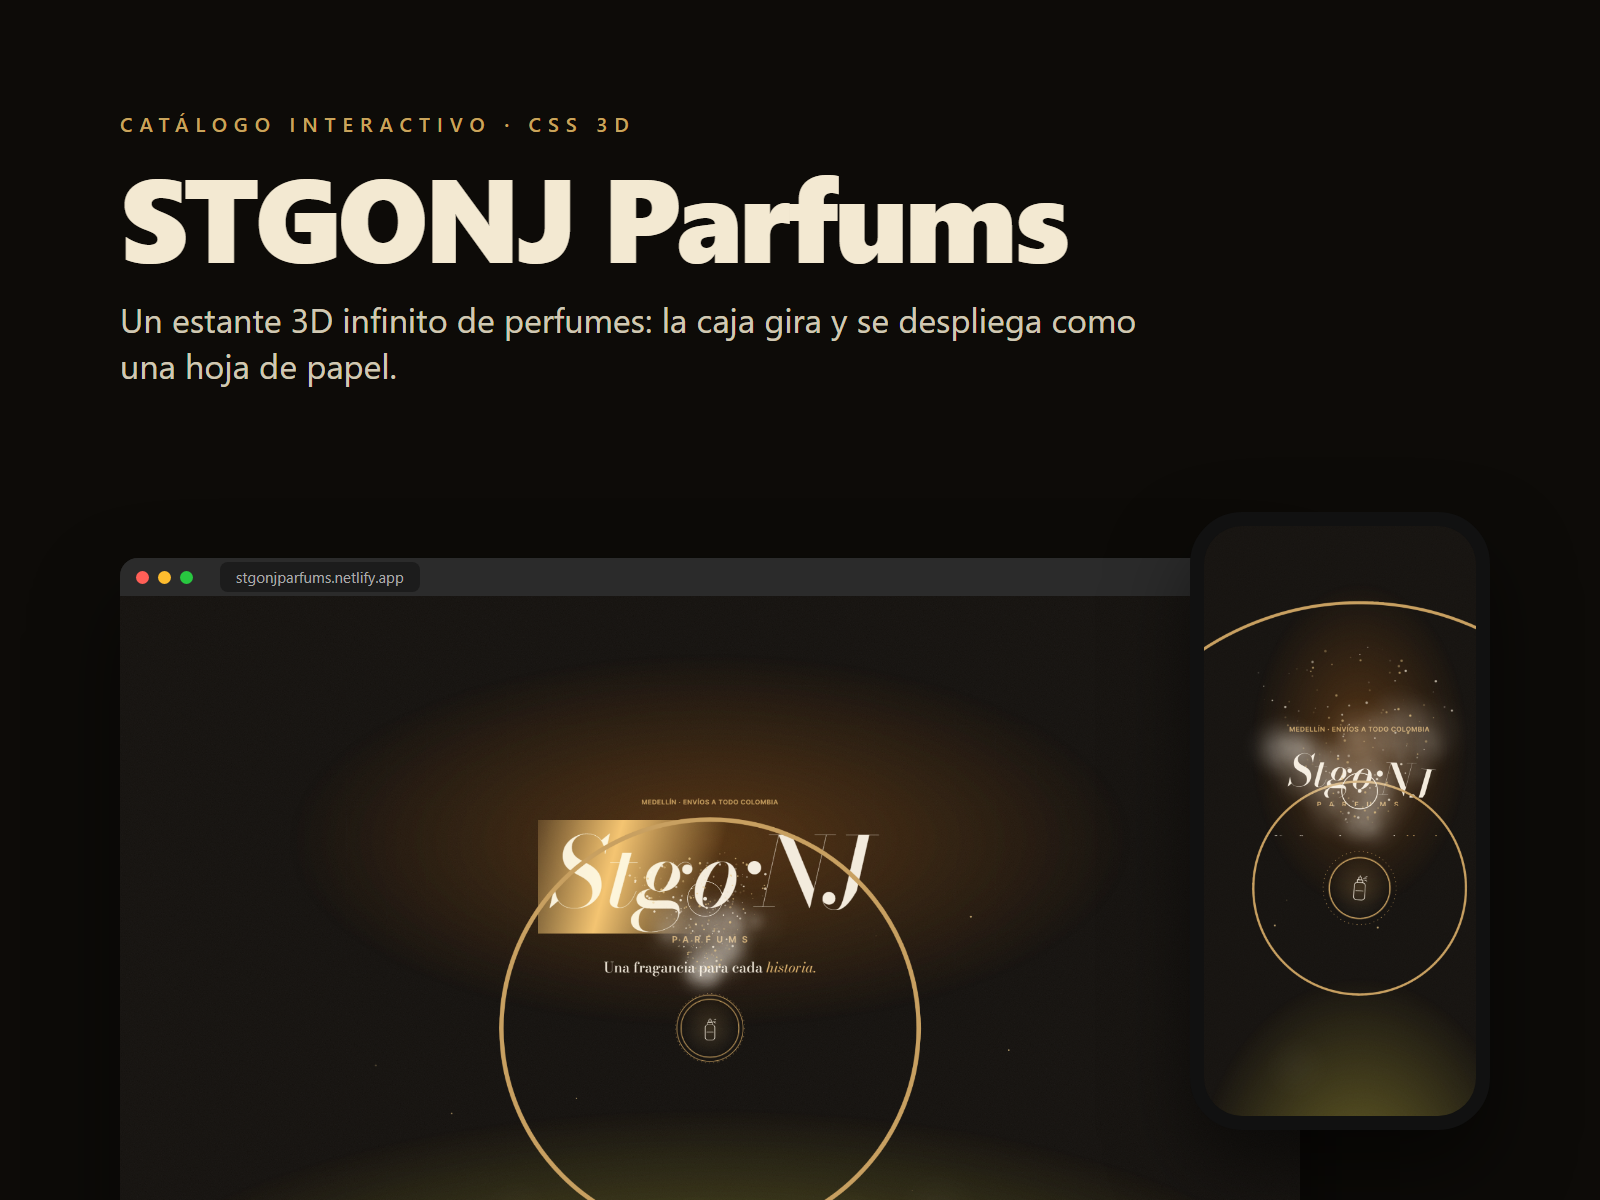 CATÁLOGO INTERACTIVO · CSS 3D
STGONJ Parfums
Un estante 3D infinito de perfumes: la caja gira y se despliega como
una hoja de papel.
stgonjparfums.netlify.app
MEDELLÍN · ENVÍOS A TODO COLOMBIA
Stgo·NJ
PARFUMS
Una fragancia para cada historia.
MEDELLÍN · ENVÍOS A TODO COLOMBIA
Stgo·NJ
PARFUMS